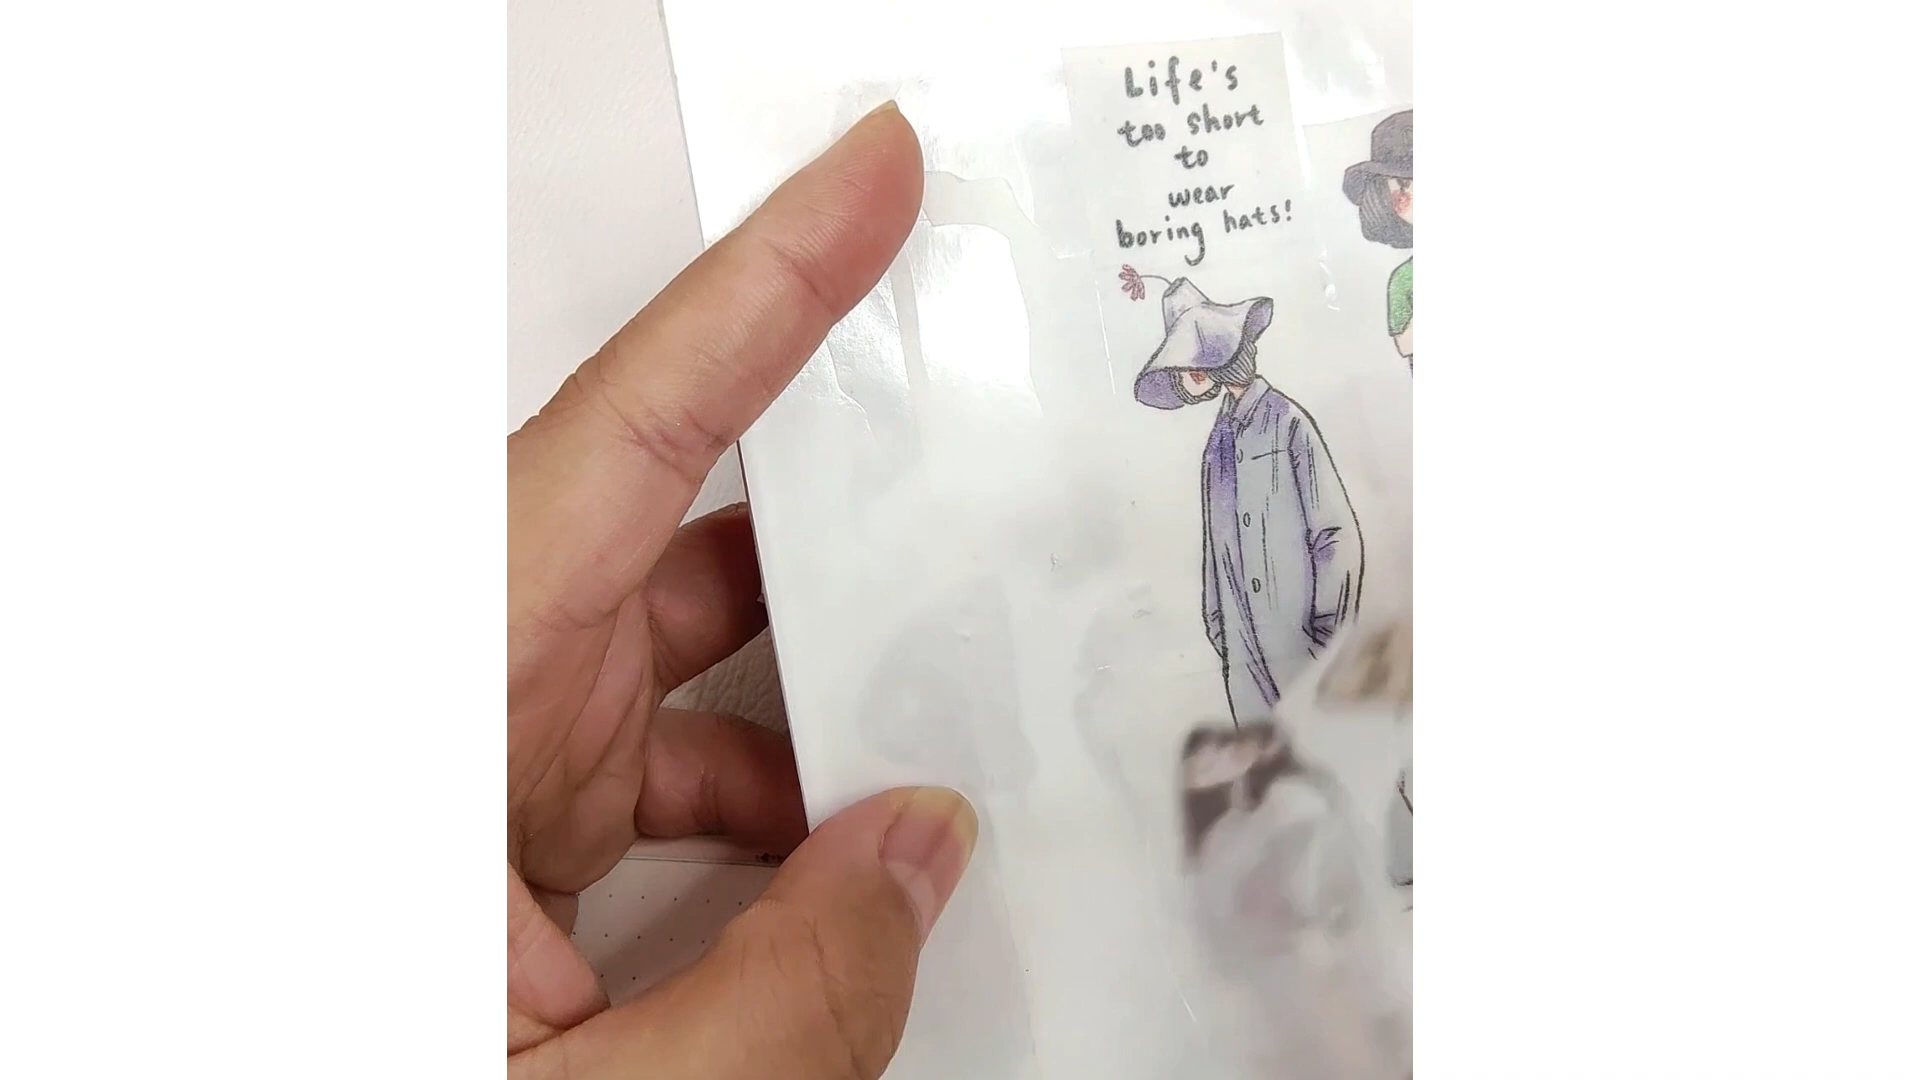 Life's
too short
to
wear
boring hats!